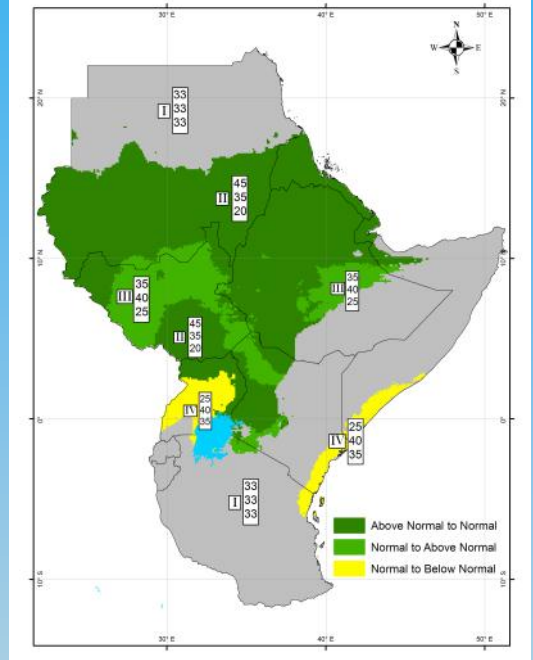 30° E
40° E
N
W
E
S
20° N
20° N
I
33
33
33
II
45
35
20
10° N
10° N
III
35
40
25
III
35
40
25
II
45
35
20
0°
0°
IV
25
40
35
IV
25
40
35
I
33
33
33
Above Normal to Normal
Normal to Above Normal
Normal to Below Normal
10° S
10° S
30° E
40° E